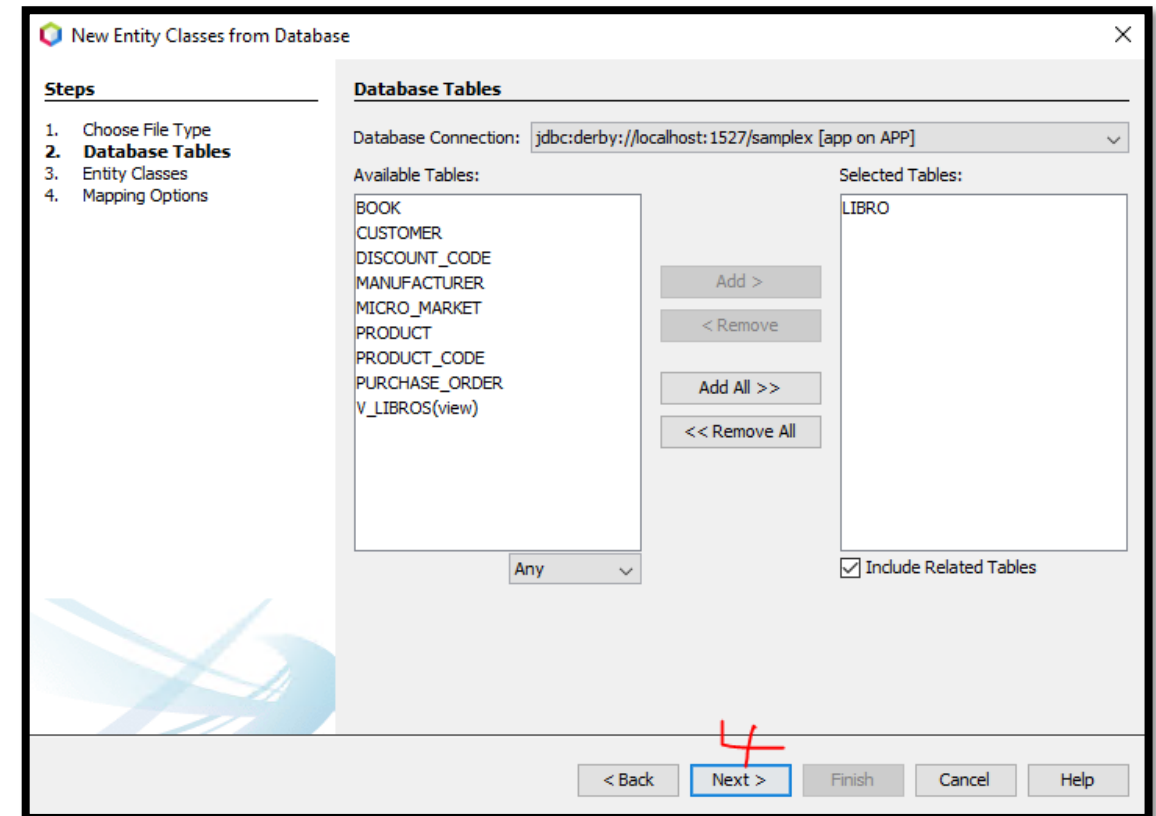 New Entity Classes from Database
Steps
1. Choose File Type
2. Database Tables
3. Entity Classes
4. Mapping Options
Database Tables
Database Connection: jdbc:derby://localhost:1527/samplex [app on APP]
Available Tables:
BOOK
CUSTOMER
DISCOUNT_CODE
MANUFACTURER
MICRO_MARKET
PRODUCT
PRODUCT_CODE
PURCHASE_ORDER
V_LIBROS(view)
Any
Add >
< Remove
Add All >>
<< Remove All
Selected Tables:
LIBRO
Include Related Tables
4
< Back Next > Finish Cancel Help